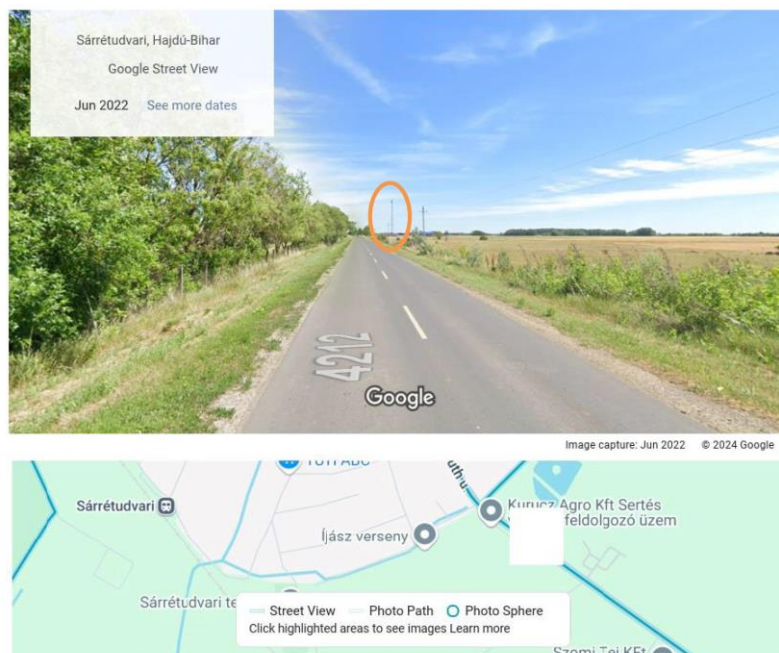 Sárrétudvari, Hajdú-Bihar
Google Street View
Jun 2022 See more dates
4212
Google
Image capture: Jun 2022 © 2024 Google
TUTI ABC
Sárrétudvari
Kurucz Agro Kft Sertés
feldolgozó üzem
Íjász verseny
Sárrétudvari
Street View Photo Path Photo Sphere
Click highlighted areas to see images Learn more
Szomi Tej KFt